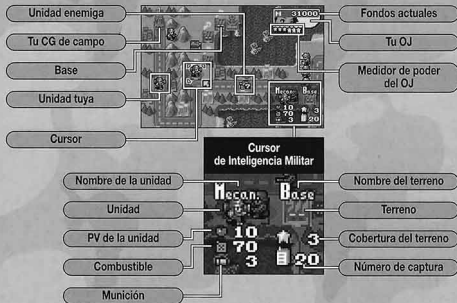 Unidad enemiga
Tu CG de campo
Base
Unidad tuya
Cursor
31000
Fondos actuales
Tu OJ
Medidor de poder
del OJ
Mecan. Base
10
70 3
3 20
Cursor
de Inteligencia Militar
Nombre de la unidad
Unidad
PV de la unidad
Combustible
Munición
Mecan. Base
10
70 3
3 20
Nombre del terreno
Terreno
Cobertura del terreno
Número de captura